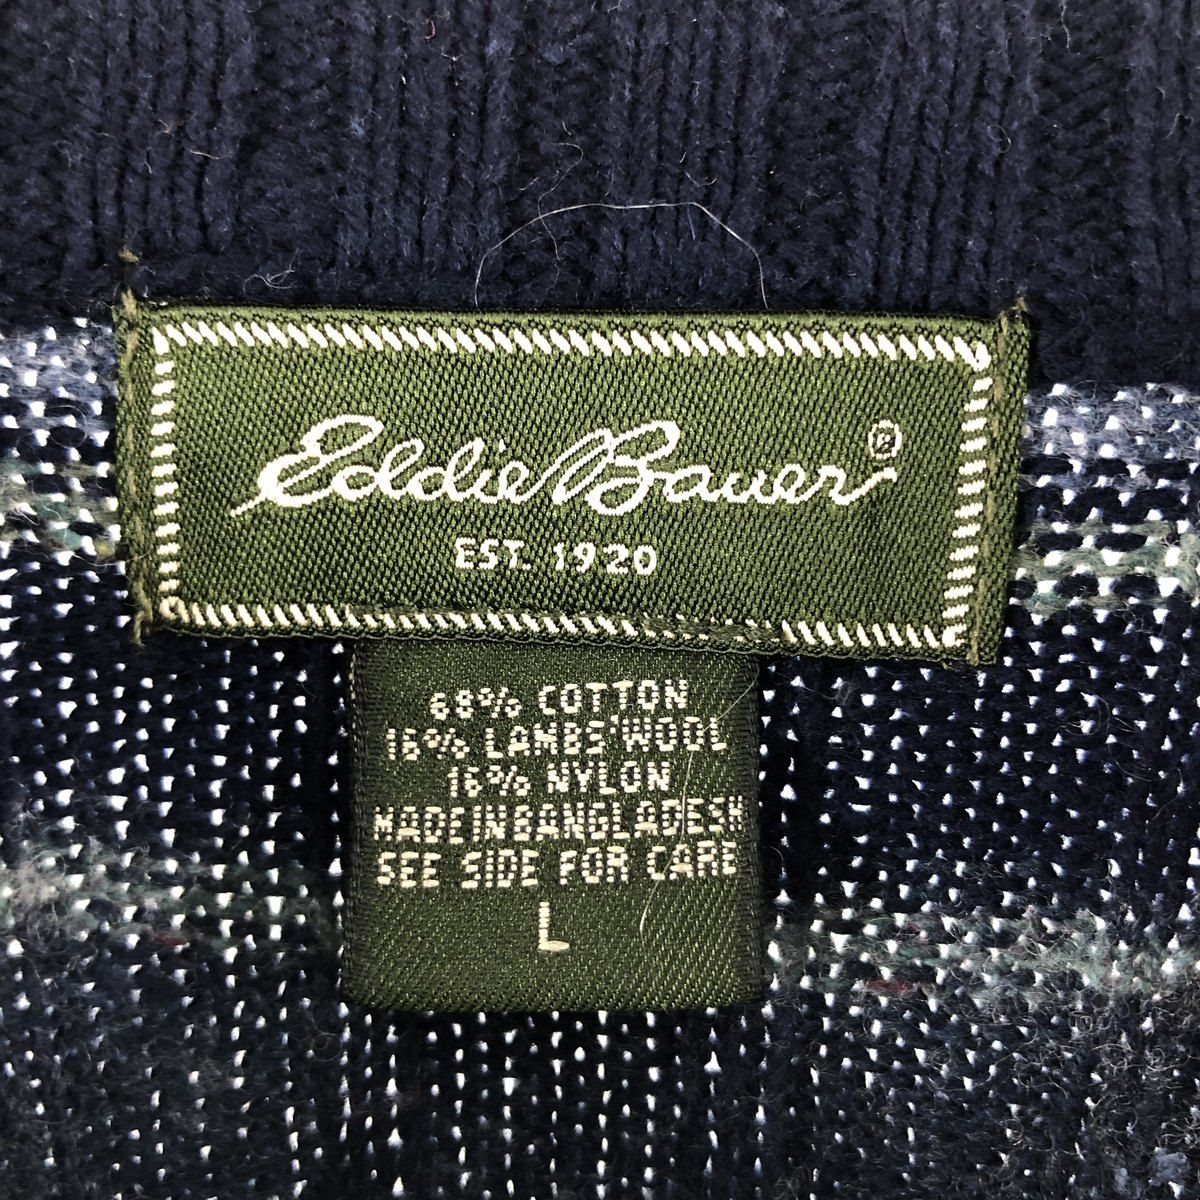 Eddie Bauer ®
EST. 1920
68% COTTON
16% LAMBS'WOOL
16% NYLON
MADE IN BANGLADESH
SEE SIDE FOR CARE
L